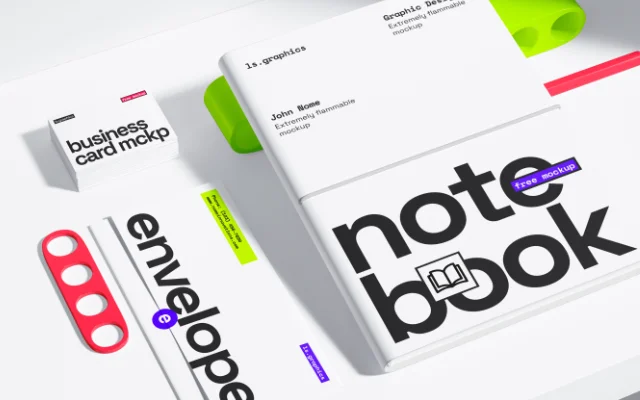 ls.graphics
Graphic Desi
Extremely flammable
mockup
John Nome
Extremely flammable
mockup
business
card mckp
note
free mockup
book
envelope
e
ls.graphics